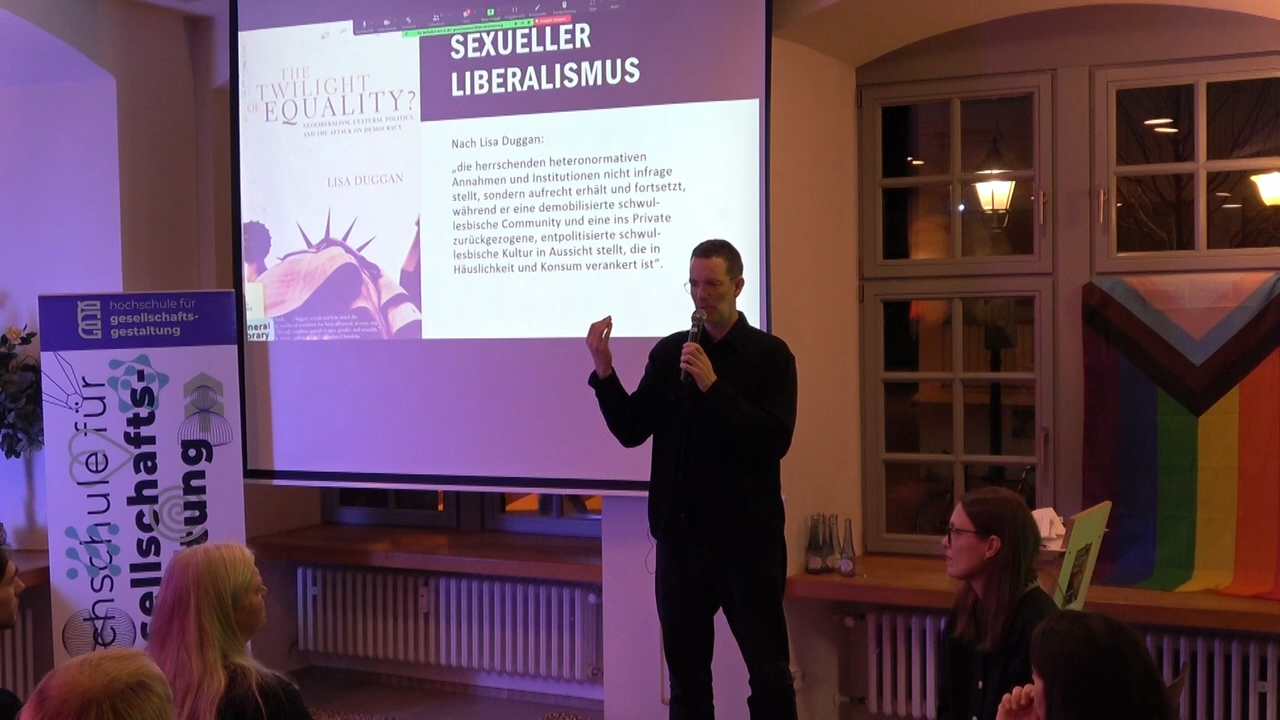 SEXUELLER
LIBERALISMUS
THE
TWILIGHT
OF EQUALITY?
NEOLIBERALISM, CULTURAL POLITICS,
AND THE ATTACK ON DEMOCRACY
LISA DUGGAN
Nach Lisa Duggan:
„die herrschenden heteronormativen
Annahmen und Institutionen nicht infrage
stellt, sondern aufrecht erhält und fortsetzt,
während er eine demobilisierte schwul-
lesbische Community und eine ins Private
zurückgezogene, entpolitisierte schwul-
lesbische Kultur in Aussicht stellt, die in
Häuslichkeit und Konsum verankert ist“.
hochschule für
gesellschafts-
gestaltung